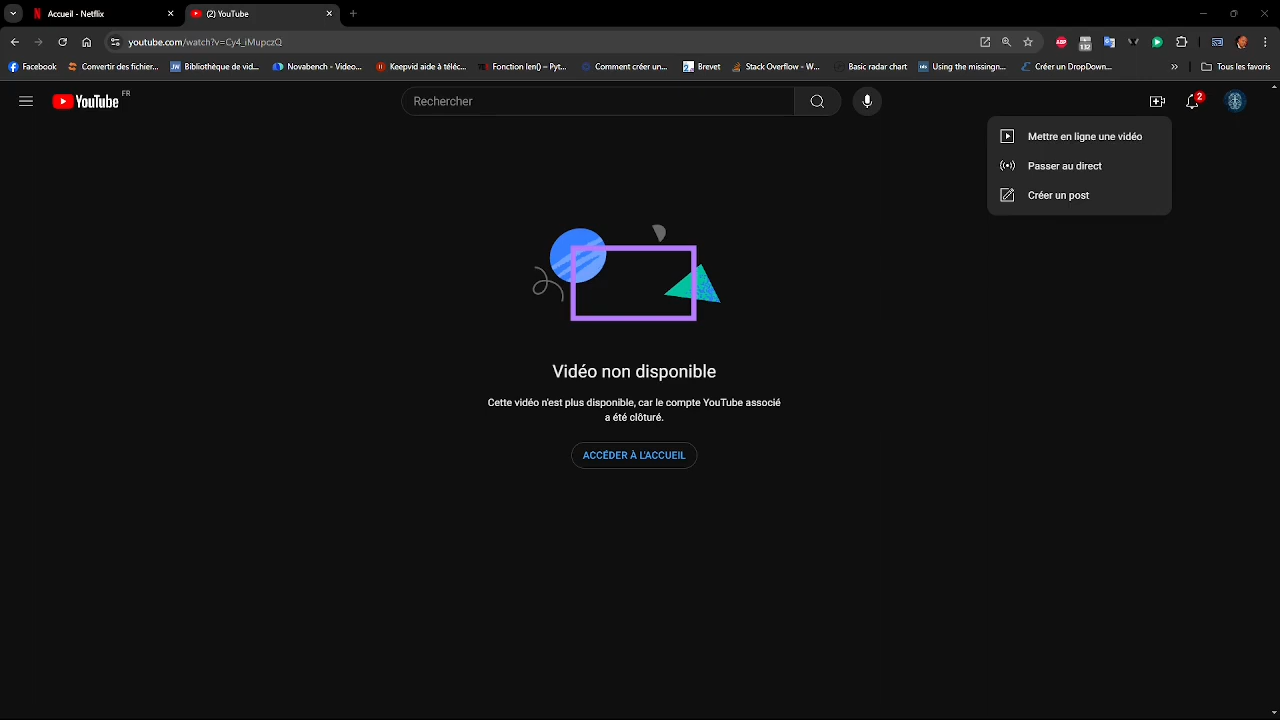 Accueil - Netflix
(2) YouTube
youtube.com/watch?v=Cy4_iMupczQ
ABP
132
Facebook
Convertir des fichier...
JW
Bibliothèque de vid...
Novabench - Video...
Keepvid aide à téléc...
Fonction len() – Pyt...
Comment créer un...
Brevet
Stack Overflow - W...
Basic radar chart
Using the missingn...
Créer un DropDown...
»
Tous les favoris
YouTube FR
Rechercher
2
Mettre en ligne une vidéo
Passer au direct
Créer un post
Vidéo non disponible
Cette vidéo n'est plus disponible, car le compte YouTube associé
a été clôturé.
ACCÉDER À L'ACCUEIL